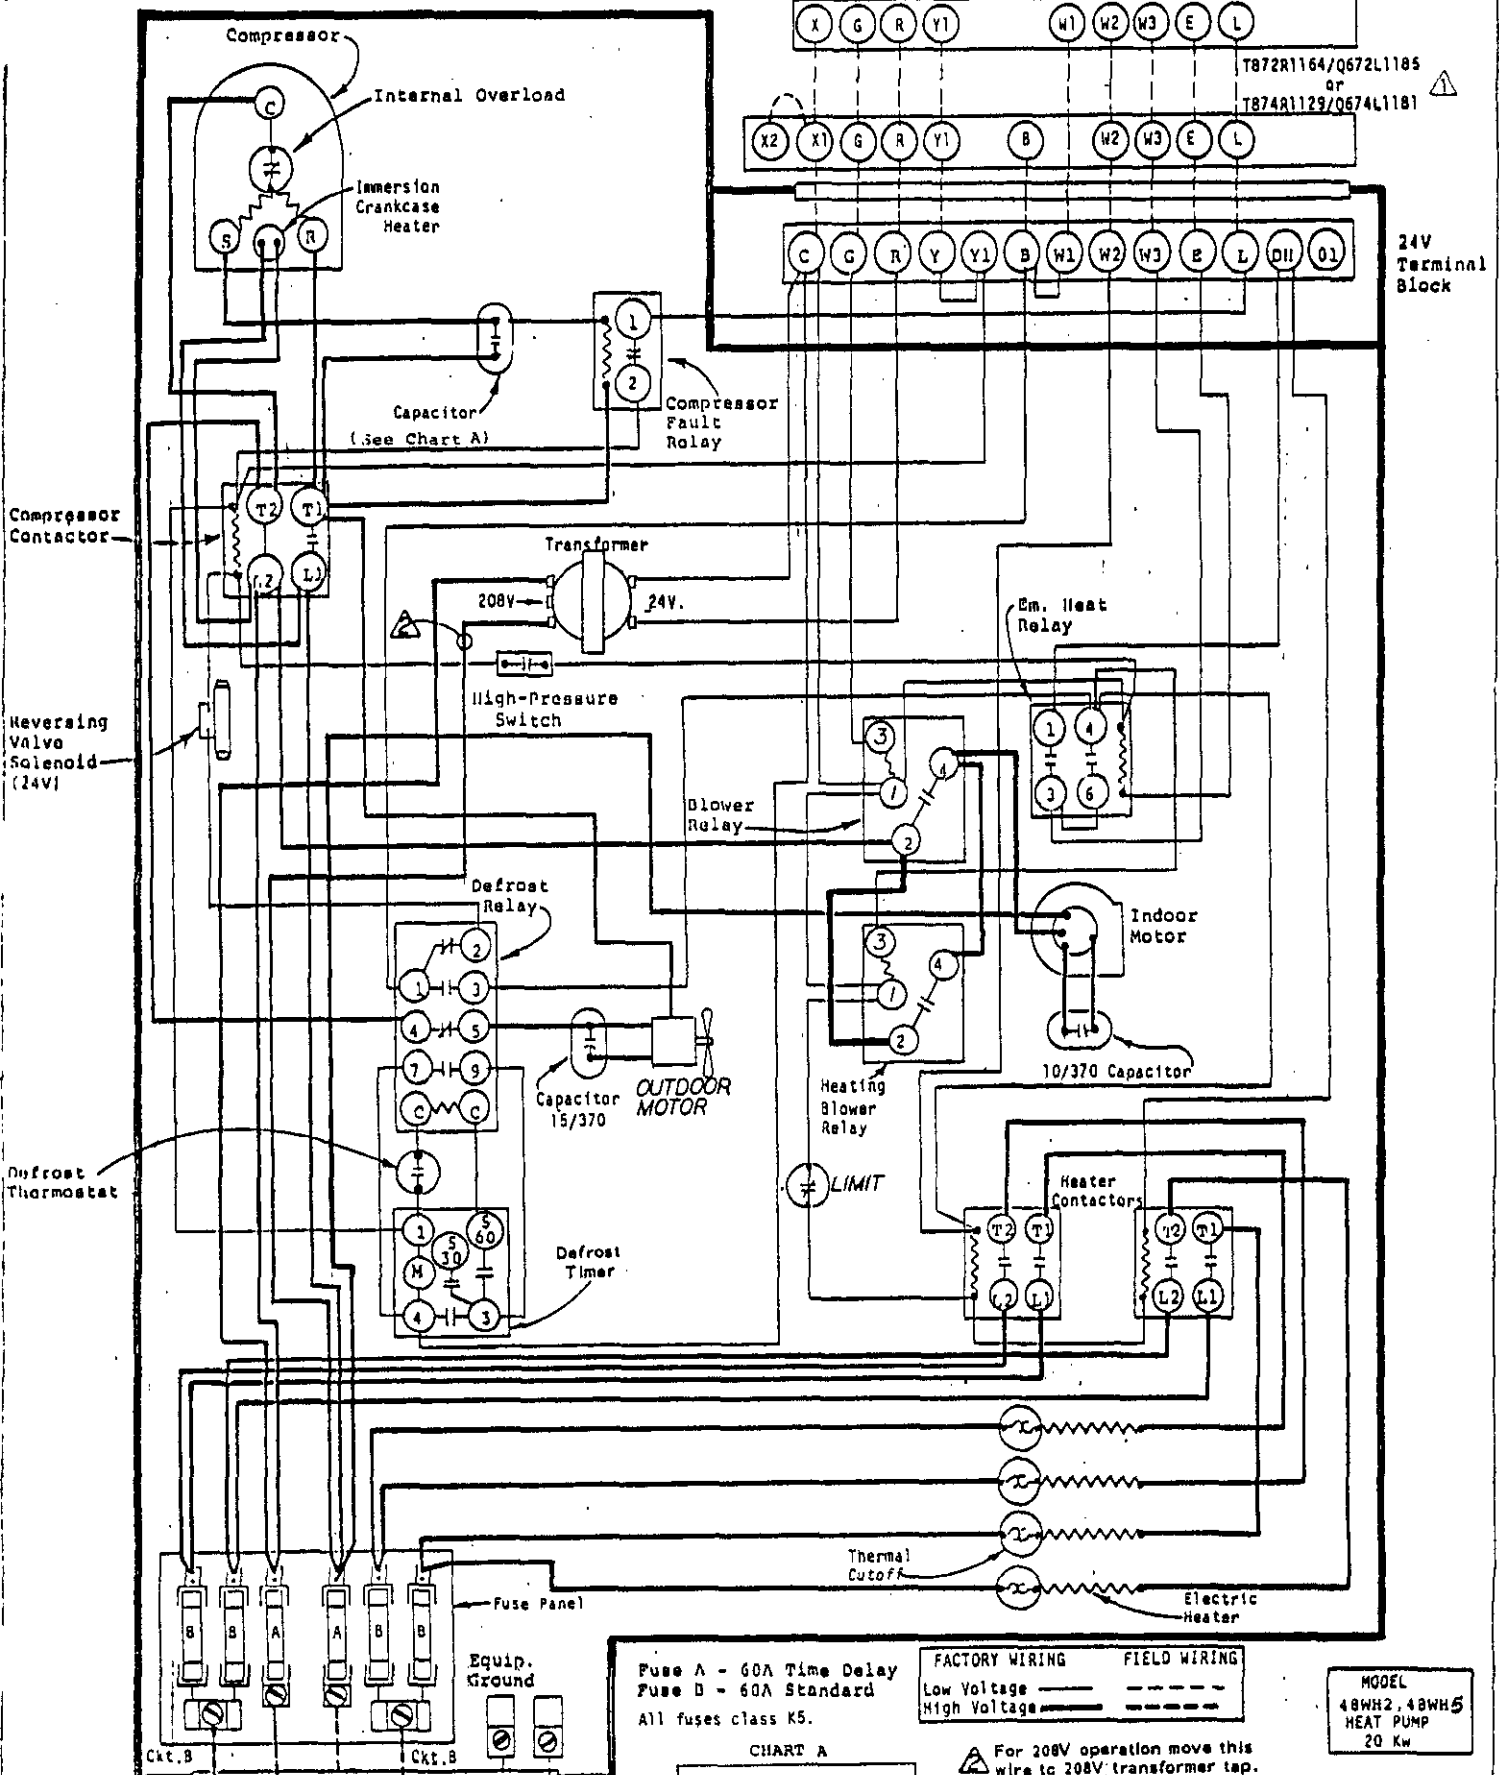 X G R Y1 W1 W2 W3 E L
T872R1164/Q672L1185
or
T874R1129/Q674L1181
1
X2 X1 G R Y1 B W2 W3 E L
C G R Y Y1 B W1 W2 W3 E L DH O1
24V
Terminal
Block
Compressor
C
Internal Overload
Immersion
Crankcase
Heater
S R
1
2
Compressor
Fault
Relay
Capacitor
(See Chart A)
Compressor
Contactor
T2 T1
L2 L1
Transformer
208V
24V.
2
High-Pressure
Switch
Em. Heat
Relay
1 4
3 6
Reversing
Valve
Solenoid
(24V)
Blower
Relay
3
4
1
2
Defrost
Relay
2
1 3
4 5
7 9
C C
Indoor
Motor
10/370 Capacitor
3
4
1
2
Heating
Blower
Relay
Capacitor
15/370
OUTDOOR
MOTOR
Defrost
Thermostat
LIMIT
Heater
Contactors
T2 T1
L2 L1
T2 T1
L2 L1
1
S
30
S
60
M
4 3
Defrost
Timer
Thermal
Cutoff
Electric
Heater
Fuse Panel
B B A A B B
Ckt.B Ckt.B
Equip.
Ground
Fuse A - 60A Time Delay
Fuse B - 60A Standard
All fuses class K5.
FACTORY WIRING FIELD WIRING
Low Voltage
High Voltage
MODEL
48WH2,48WH5
HEAT PUMP
20 Kw
CHART A
2 For 208V operation move this
wire to 208V transformer tap.